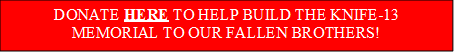 DONATE HERE TO HELP BUILD THE KNIFE-13
MEMORIAL TO OUR FALLEN BROTHERS!